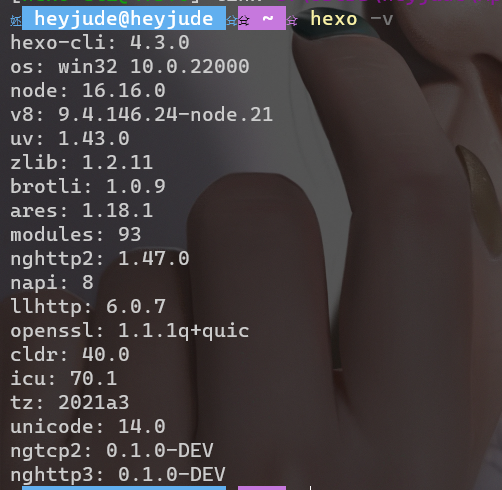 heyjude@heyjude ~ hexo -v
hexo-cli: 4.3.0
os: win32 10.0.22000
node: 16.16.0
v8: 9.4.146.24-node.21
uv: 1.43.0
zlib: 1.2.11
brotli: 1.0.9
ares: 1.18.1
modules: 93
nghttp2: 1.47.0
napi: 8
llhttp: 6.0.7
openssl: 1.1.1q+quic
cldr: 40.0
icu: 70.1
tz: 2021a3
unicode: 14.0
ngtcp2: 0.1.0-DEV
nghttp3: 0.1.0-DEV